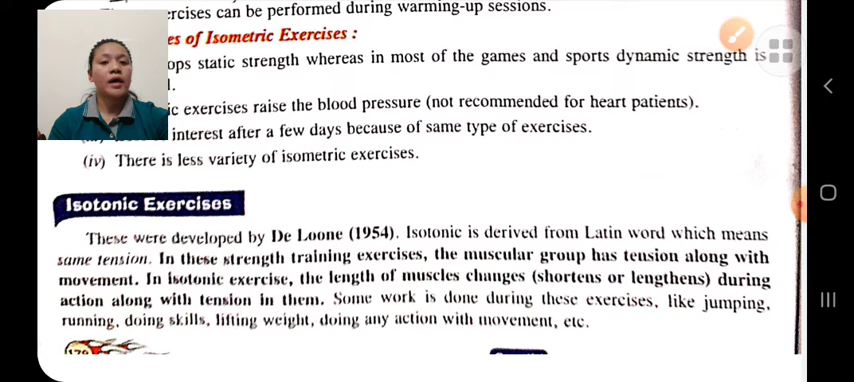 ercises can be performed during warming-up sessions.
es of Isometric Exercises :
ops static strength whereas in most of the games and sports dynamic strength is
ic exercises raise the blood pressure (not recommended for heart patients).
interest after a few days because of same type of exercises.
(iv) There is less variety of isometric exercises.
Isotonic Exercises
These were developed by De Loone (1954). Isotonic is derived from Latin word which means
same tension. In these strength training exercises, the muscular group has tension along with
movement. In isotonic exercise, the length of muscles changes (shortens or lengthens) during
action along with tension in them. Some work is done during these exercises, like jumping,
running, doing skills, lifting weight, doing any action with movement, etc.